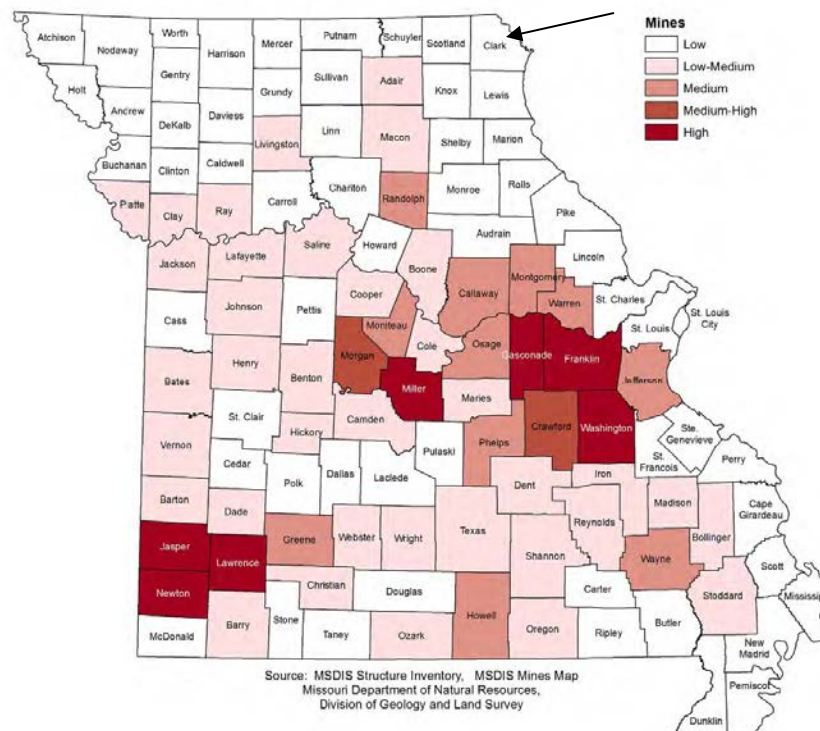 Mines
Low
Low-Medium
Medium
Medium-High
High
Atchison
Nodaway
Worth
Harrison
Mercer
Putnam
Schuyler
Scotland
Clark
Gentry
Sullivan
Adair
Holt
Andrew
DeKalb
Daviess
Grundy
Knox
Lewis
Livingston
Linn
Macon
Shelby
Marion
Buchanan
Clinton
Caldwell
Platte
Clay
Ray
Carroll
Chariton
Randolph
Monroe
Ralls
Pike
Audrain
Jackson
Lafayette
Saline
Howard
Boone
Callaway
Montgomery
Lincoln
Warren
St. Charles
Cass
Johnson
Pettis
Cooper
Moniteau
Cole
Osage
Gasconade
Franklin
St. Louis
St. Louis
City
Morgan
Miller
Jefferson
Bates
Henry
Benton
Maries
St. Clair
Camden
Phelps
Crawford
Washington
Ste.
Genevieve
Vernon
Hickory
Pulaski
St.
Francois
Perry
Cedar
Polk
Dallas
Laclede
Dent
Iron
Barton
Dade
Texas
Reynolds
Madison
Cape
Girardeau
Bollinger
Jasper
Lawrence
Greene
Webster
Wright
Shannon
Wayne
Scott
Newton
Christian
Douglas
Howell
Carter
Stoddard
Mississip
McDonald
Barry
Stone
Taney
Ozark
Oregon
Ripley
Butler
New
Madrid
Pemiscot
Dunklin
Source: MSDIS Structure Inventory, MSDIS Mines Map
Missouri Department of Natural Resources,
Division of Geology and Land Survey